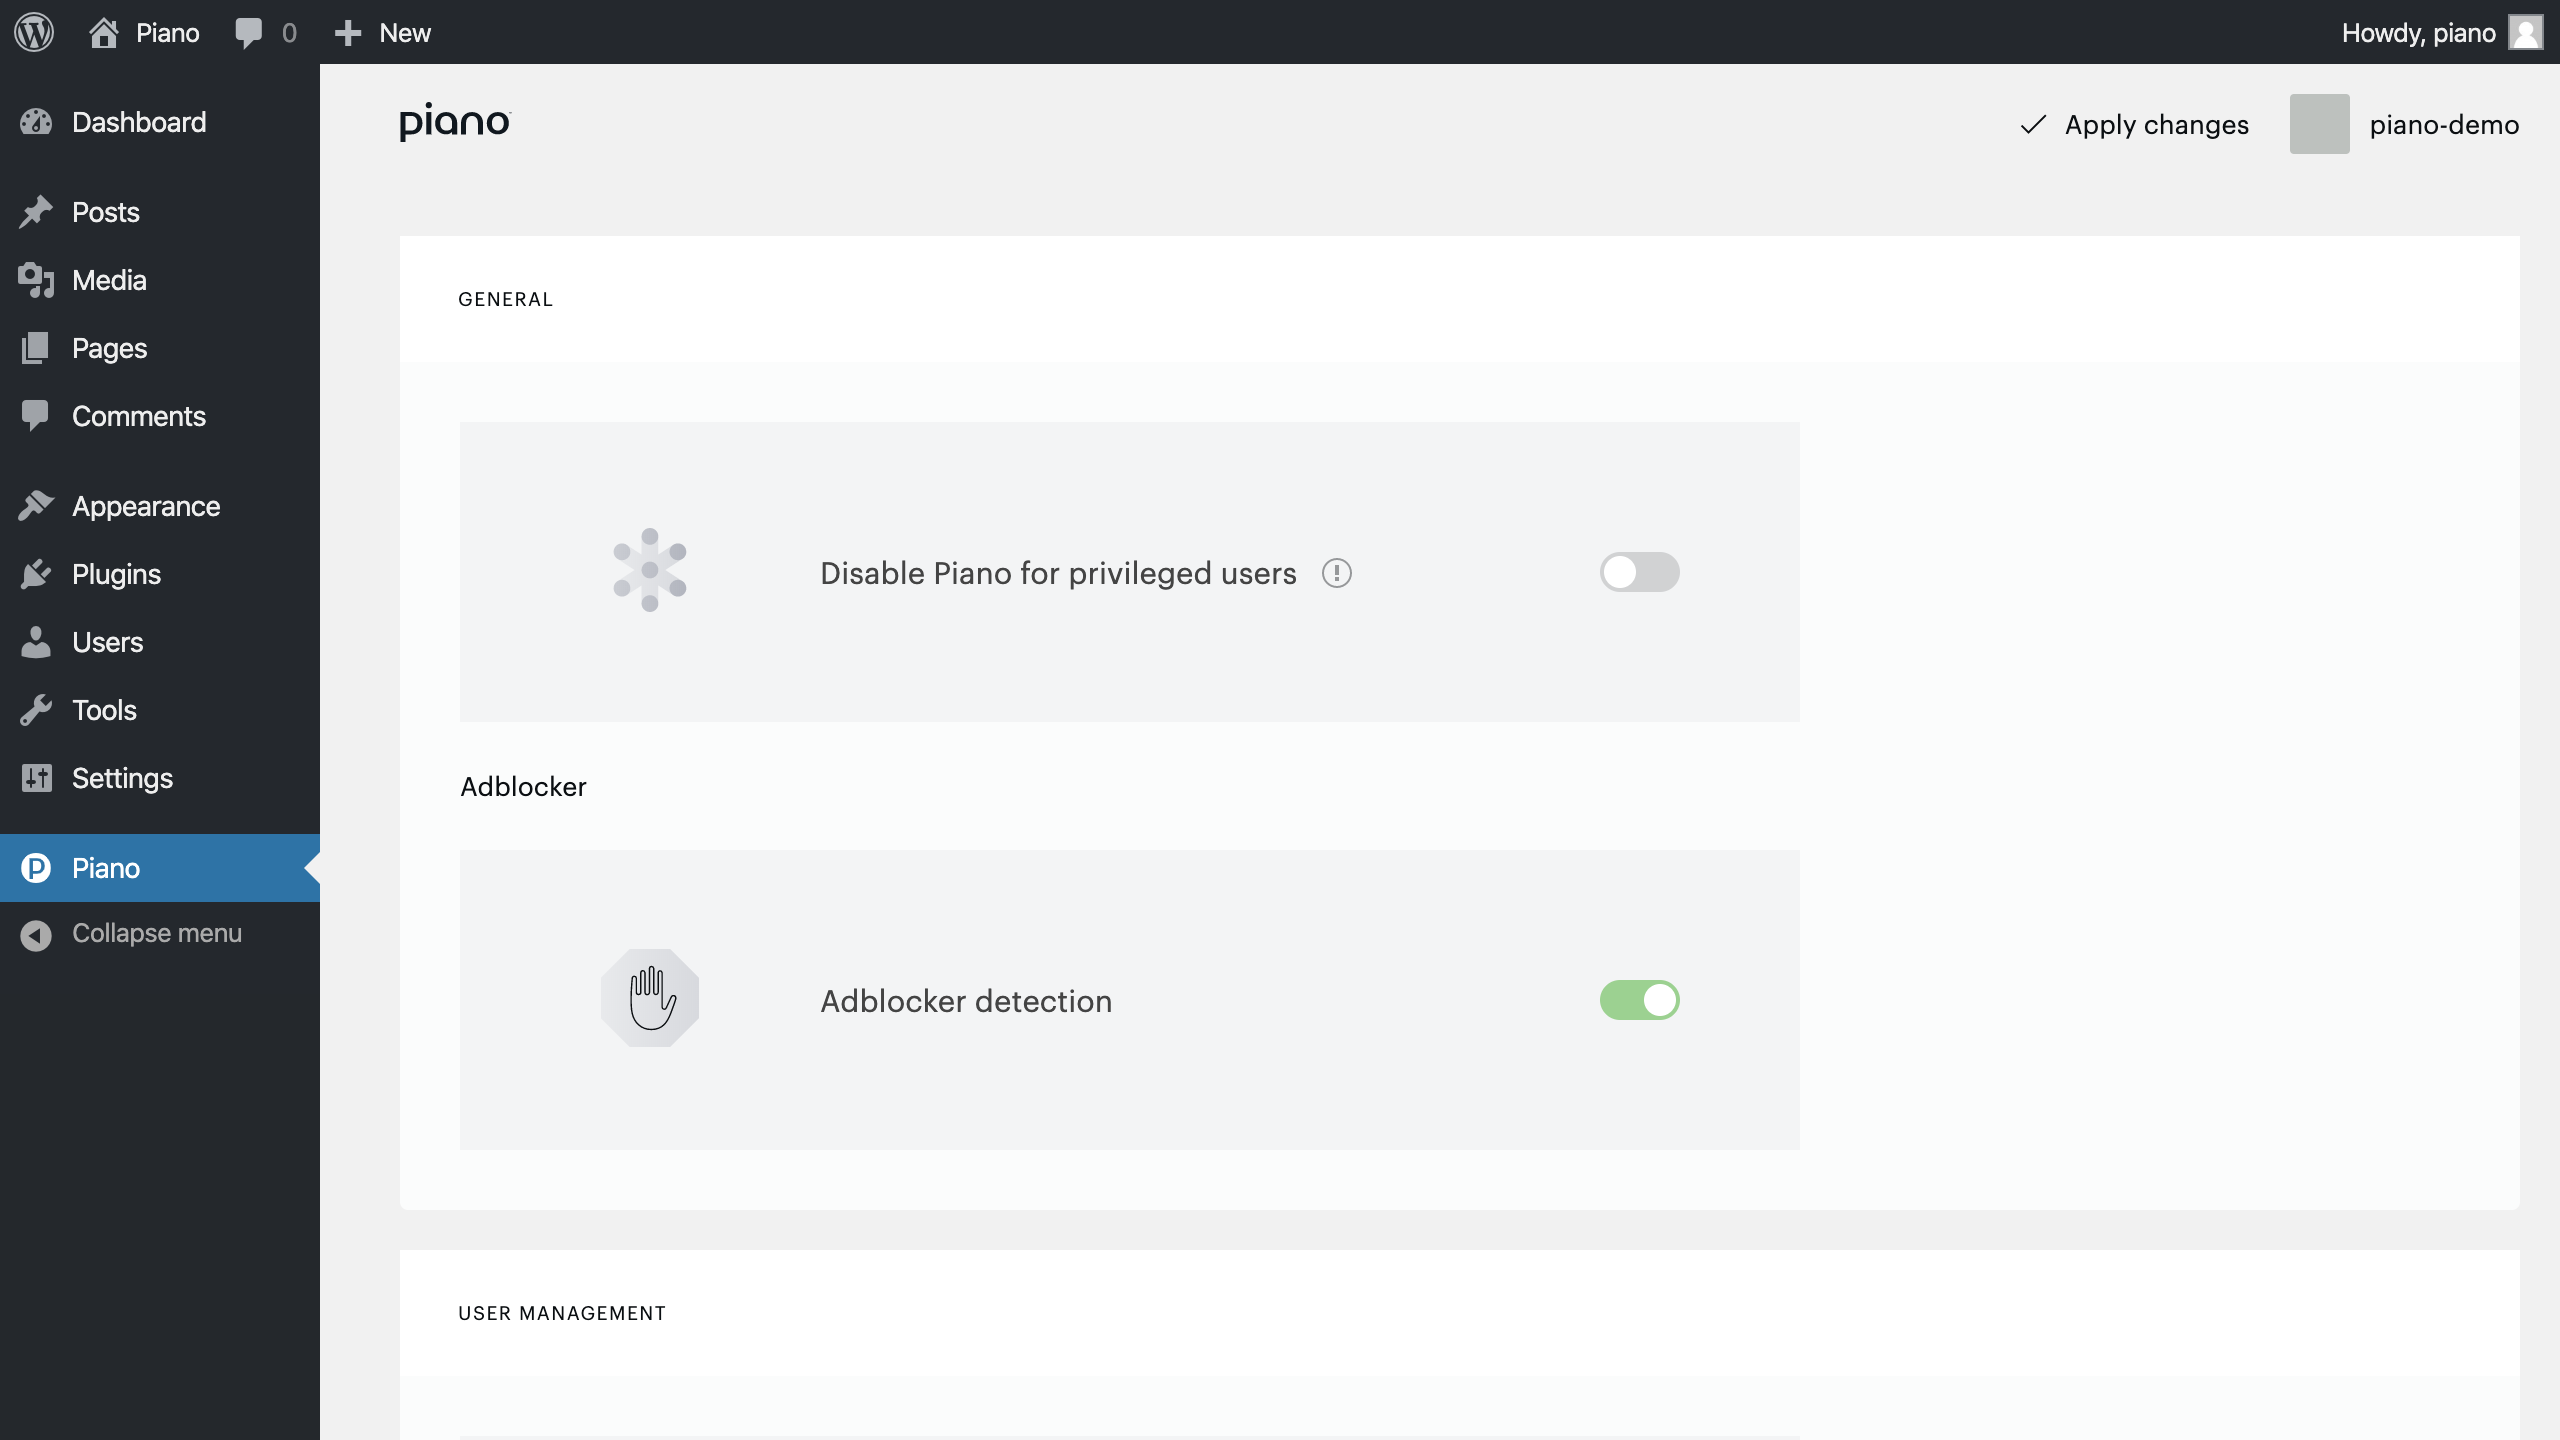 Piano
0
New
Howdy, piano
Dashboard
Posts
Media
Pages
Comments
Appearance
Plugins
Users
Tools
Settings
Piano
Collapse menu
piano
Apply changes
piano-demo
GENERAL
Disable Piano for privileged users
Adblocker
Adblocker detection
USER MANAGEMENT